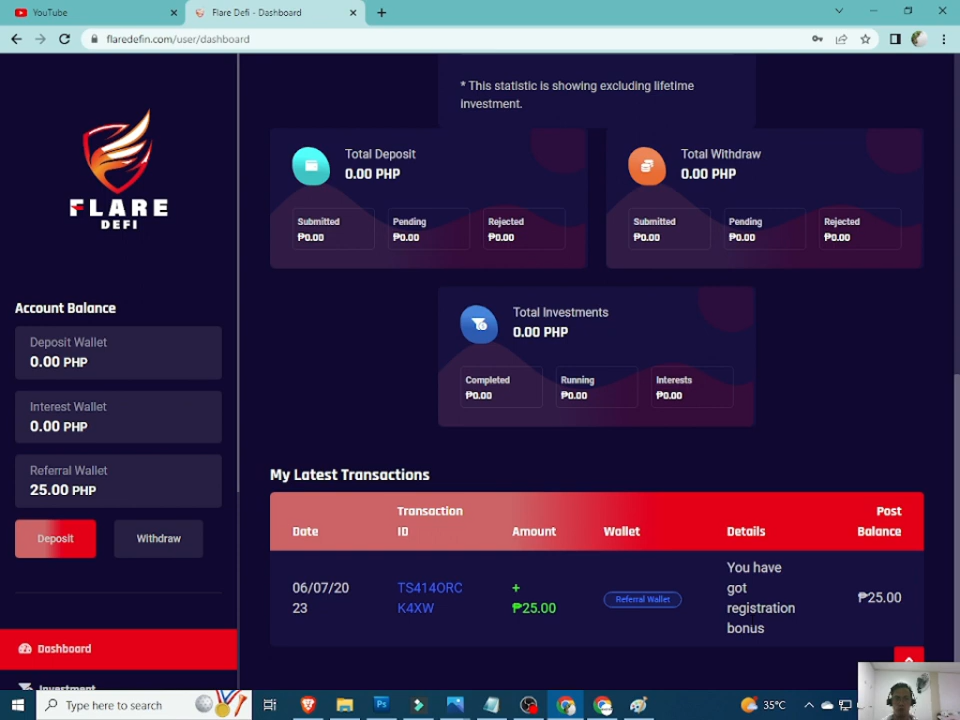 YouTube
Flare Defi - Dashboard
flaredefin.com/user/dashboard
FLARE
DEFI
Account Balance
Deposit Wallet
0.00 PHP
Interest Wallet
0.00 PHP
Referral Wallet
25.00 PHP
Deposit
Withdraw
Dashboard
Investment
* This statistic is showing excluding lifetime
investment.
Total Deposit
0.00 PHP
Submitted
₱0.00
Pending
₱0.00
Rejected
₱0.00
Total Withdraw
0.00 PHP
Submitted
₱0.00
Pending
₱0.00
Rejected
₱0.00
Total Investments
0.00 PHP
Completed
₱0.00
Running
₱0.00
Interests
₱0.00
My Latest Transactions
Date
Transaction
ID
Amount
Wallet
Details
Post
Balance
06/07/20
23
TS414ORC
K4XW
+
₱25.00
Referral Wallet
You have
got
registration
bonus
₱25.00
Type here to search
Ps
35°C